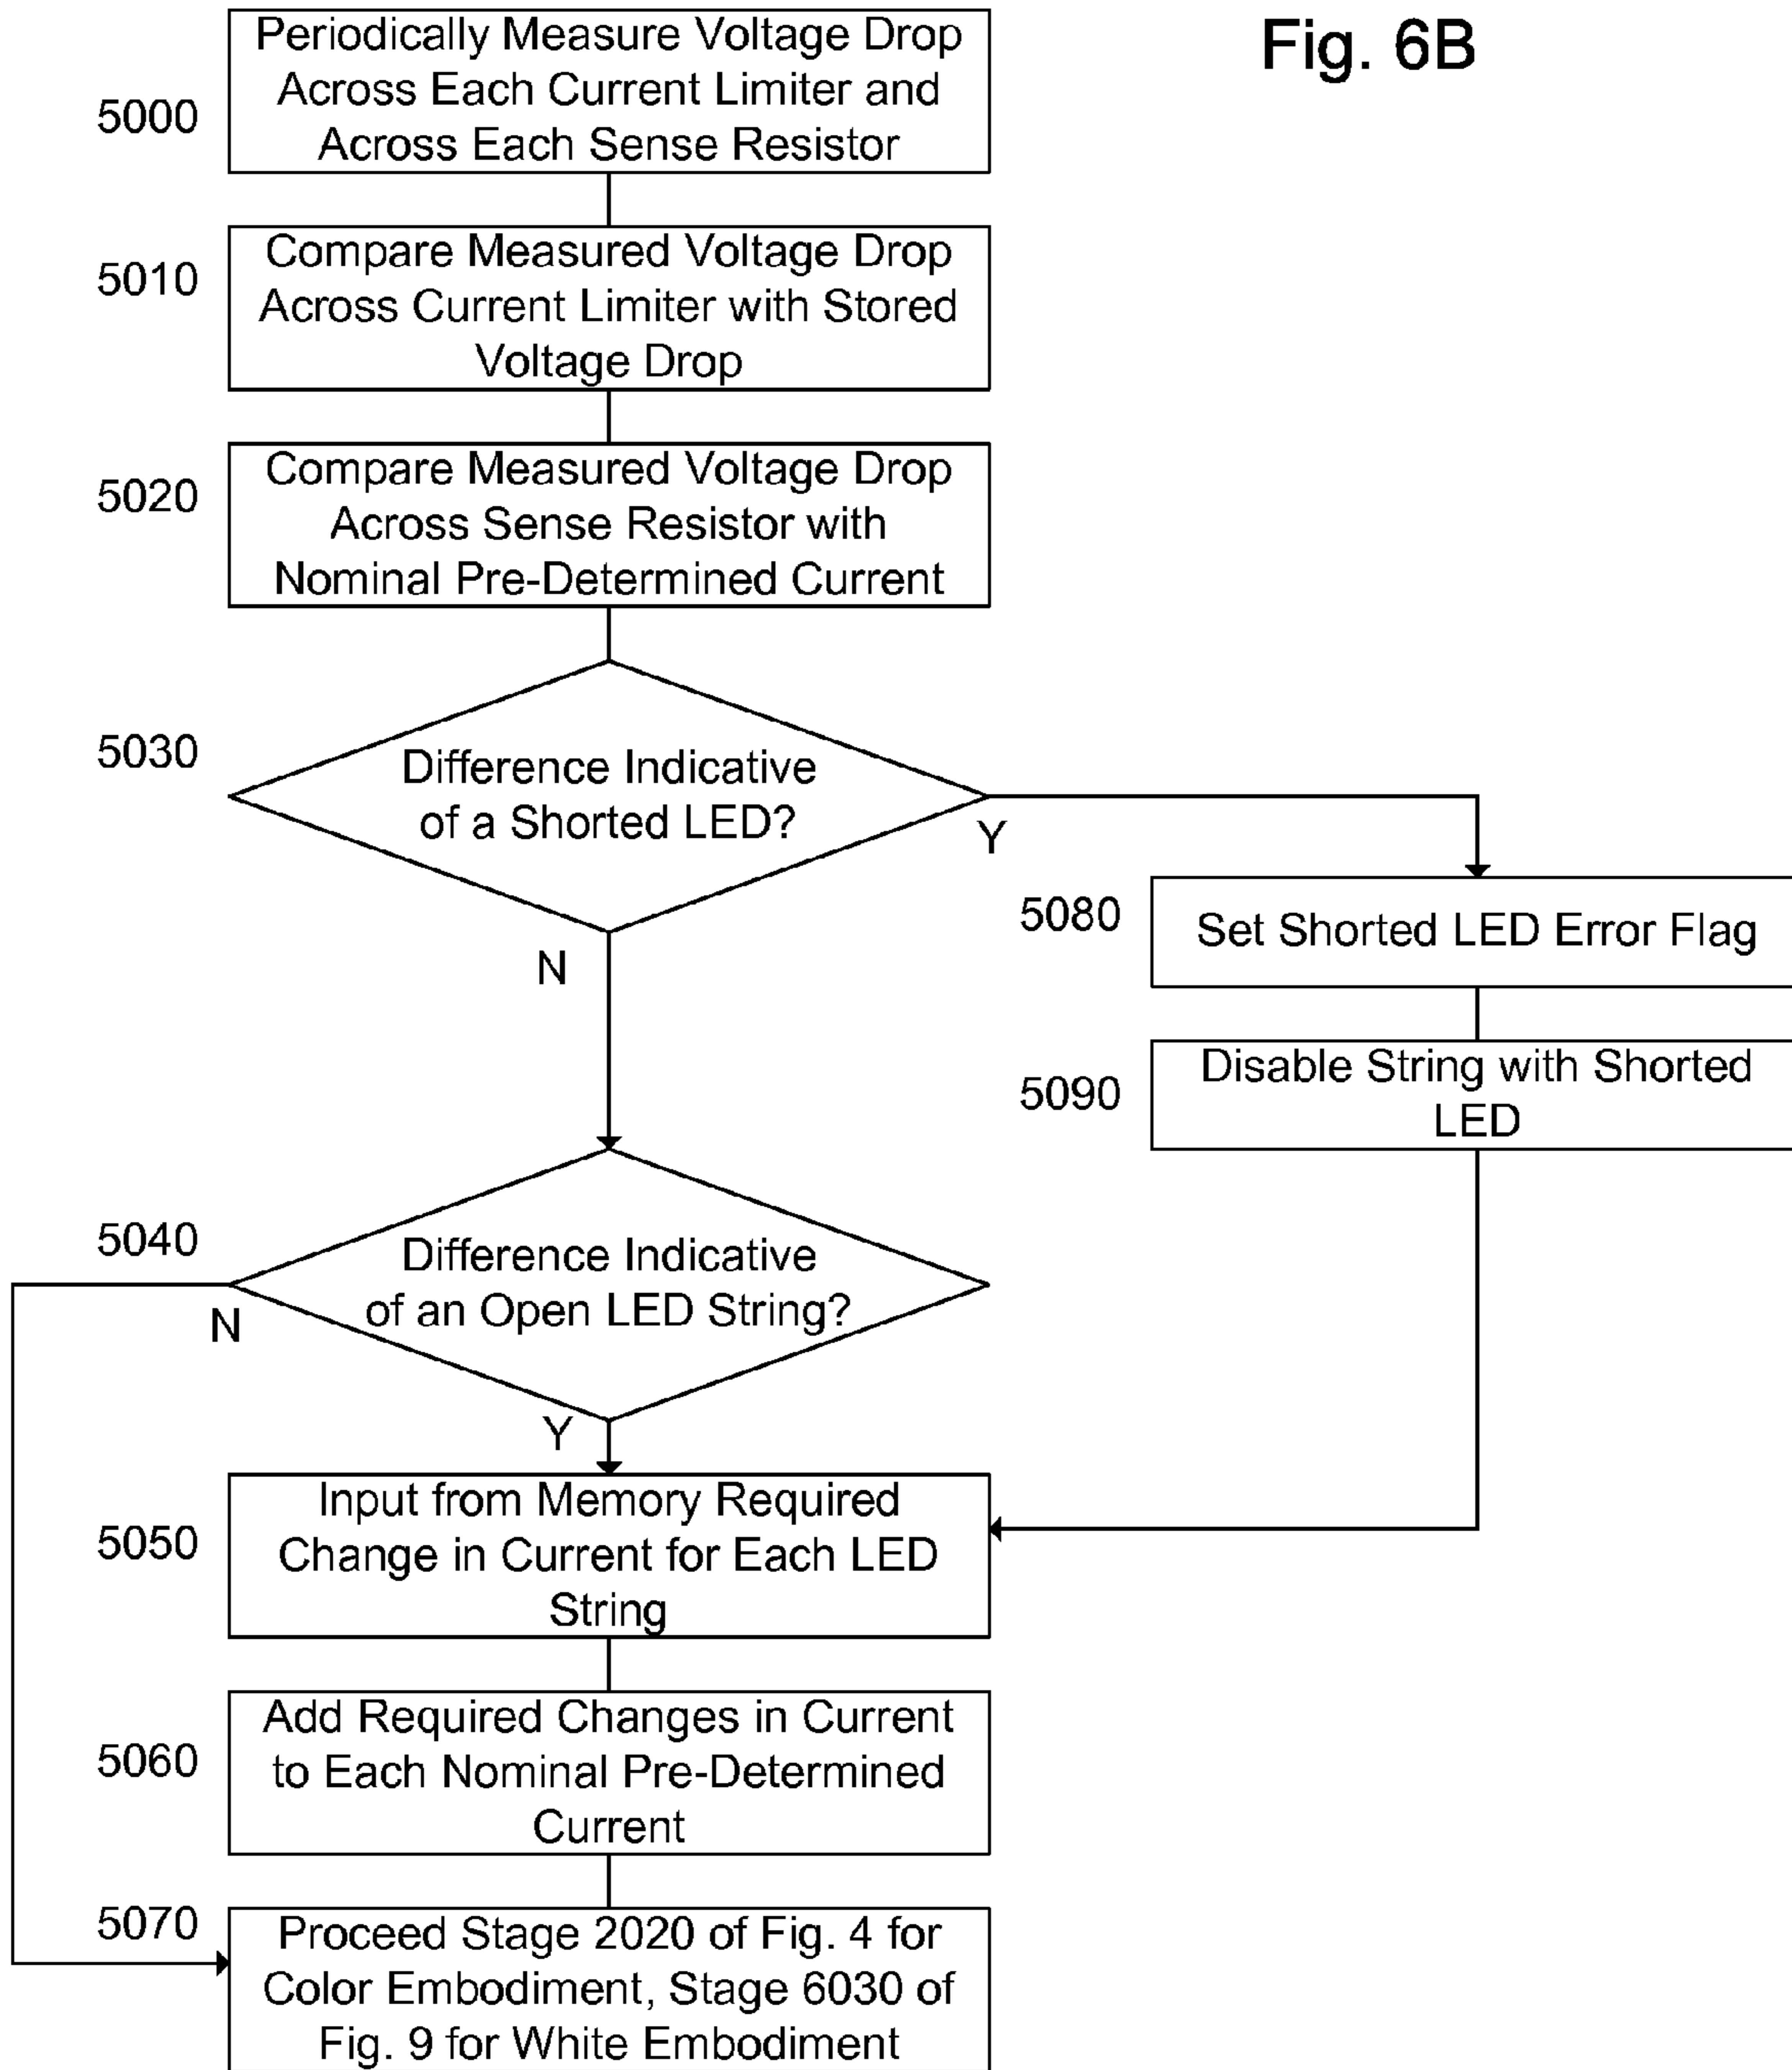 Fig. 6B
Periodically Measure Voltage Drop
Across Each Current Limiter and
Across Each Sense Resistor
5000
Compare Measured Voltage Drop
Across Current Limiter with Stored
Voltage Drop
5010
Compare Measured Voltage Drop
Across Sense Resistor with
Nominal Pre-Determined Current
5020
5030
Difference Indicative
of a Shorted LED?
Y
N
5080
Set Shorted LED Error Flag
5090
Disable String with Shorted
LED
5040
Difference Indicative
of an Open LED String?
N
Y
Input from Memory Required
Change in Current for Each LED
String
5050
Add Required Changes in Current
to Each Nominal Pre-Determined
Current
5060
5070
Proceed Stage 2020 of Fig. 4 for
Color Embodiment, Stage 6030 of
Fig. 9 for White Embodiment